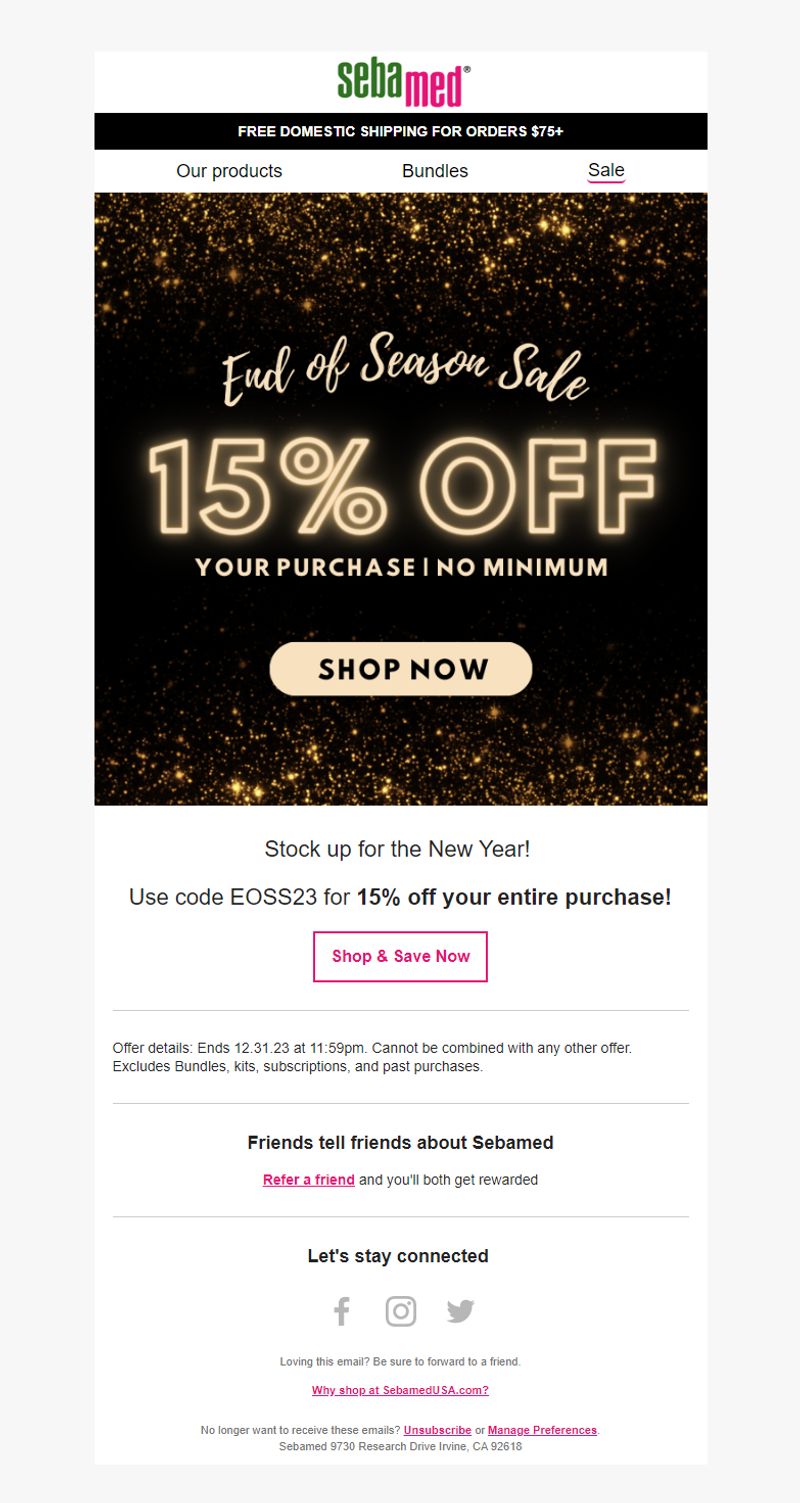 sebamed®
FREE DOMESTIC SHIPPING FOR ORDERS $75+
Our products Bundles Sale
End of Season Sale
15% OFF
YOUR PURCHASE | NO MINIMUM
SHOP NOW
Stock up for the New Year!
Use code EOSS23 for 15% off your entire purchase!
Shop & Save Now
Offer details: Ends 12.31.23 at 11:59pm. Cannot be combined with any other offer.
Excludes Bundles, kits, subscriptions, and past purchases.
Friends tell friends about Sebamed
Refer a friend and you'll both get rewarded
Let's stay connected
Loving this email? Be sure to forward to a friend.
Why shop at SebamedUSA.com?
No longer want to receive these emails? Unsubscribe or Manage Preferences.
Sebamed 9730 Research Drive Irvine, CA 92618